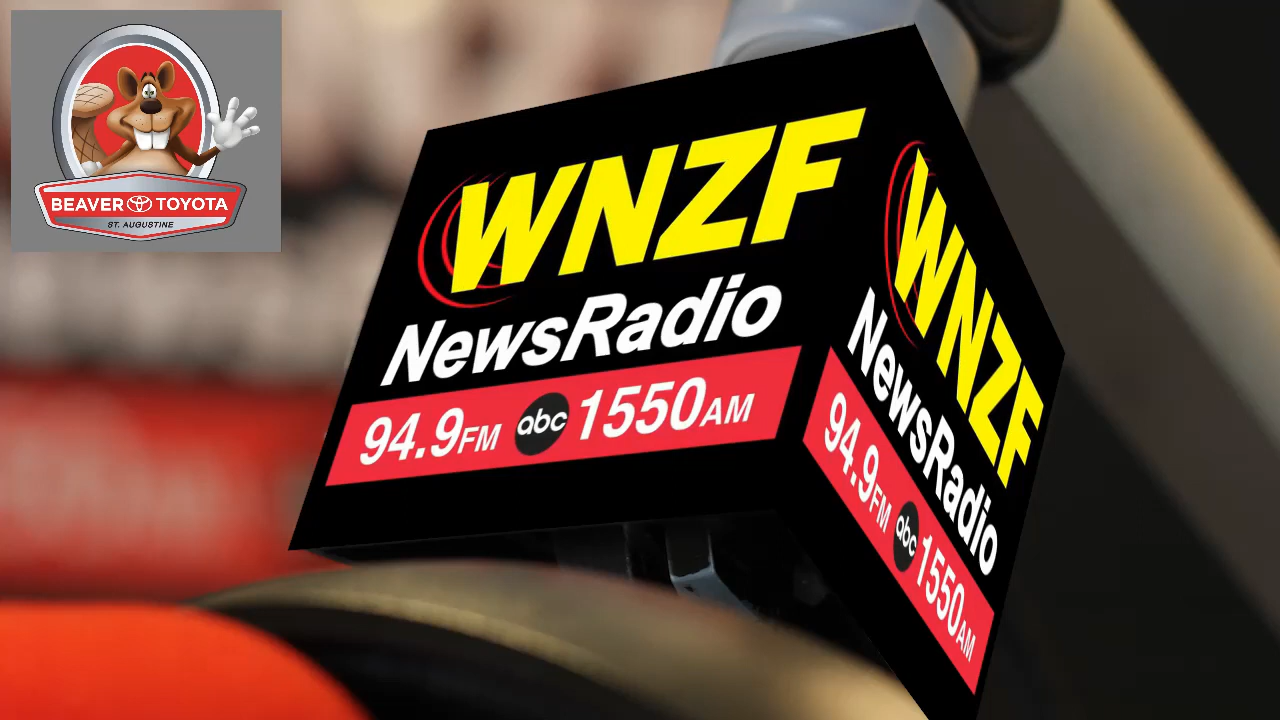 BEAVER TOYOTA
ST. AUGUSTINE
WNZF
NewsRadio
94.9FM abc 1550AM
WNZF
NewsRadio
94.9FM abc 1550AM